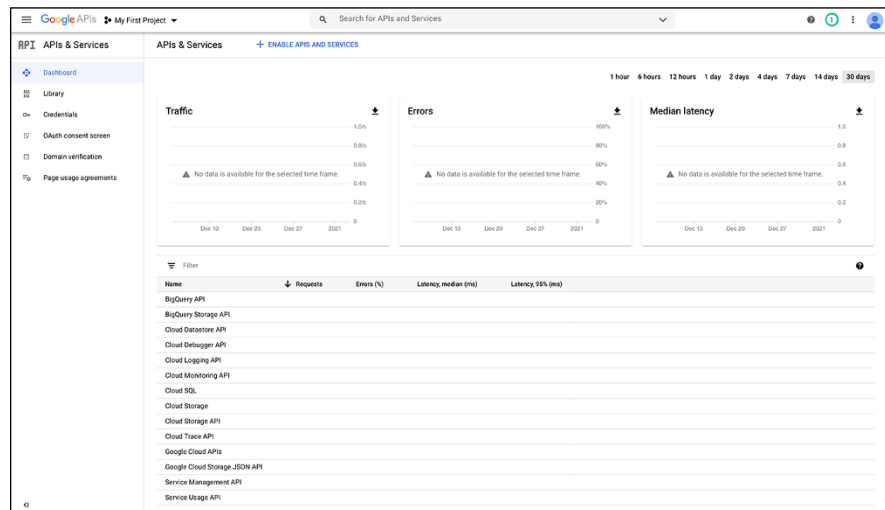 Google APIs My First Project Search for APIs and Services 1
API APIs & Services
APIs & Services + ENABLE APIS AND SERVICES
Dashboard
Library
Credentials
OAuth consent screen
Domain verification
Page usage agreements
1 hour 6 hours 12 hours 1 day 2 days 4 days 7 days 14 days 30 days
Traffic
1.0/s
0.8/s
0.6/s
No data is available for the selected time frame.
0.4/s
0.2/s
0
Dec 13 Dec 20 Dec 27 2021
Errors
100%
80%
60%
No data is available for the selected time frame.
40%
20%
0
Dec 13 Dec 20 Dec 27 2021
Median latency
1.0
0.8
0.6
No data is available for the selected time frame.
0.4
0.2
0
Dec 13 Dec 20 Dec 27 2021
Filter
Name Requests Errors (%) Latency, median (ms) Latency, 95% (ms)
BigQuery API
BigQuery Storage API
Cloud Datastore API
Cloud Debugger API
Cloud Logging API
Cloud Monitoring API
Cloud SQL
Cloud Storage
Cloud Storage API
Cloud Trace API
Google Cloud APIs
Google Cloud Storage JSON API
Service Management API
Service Usage API